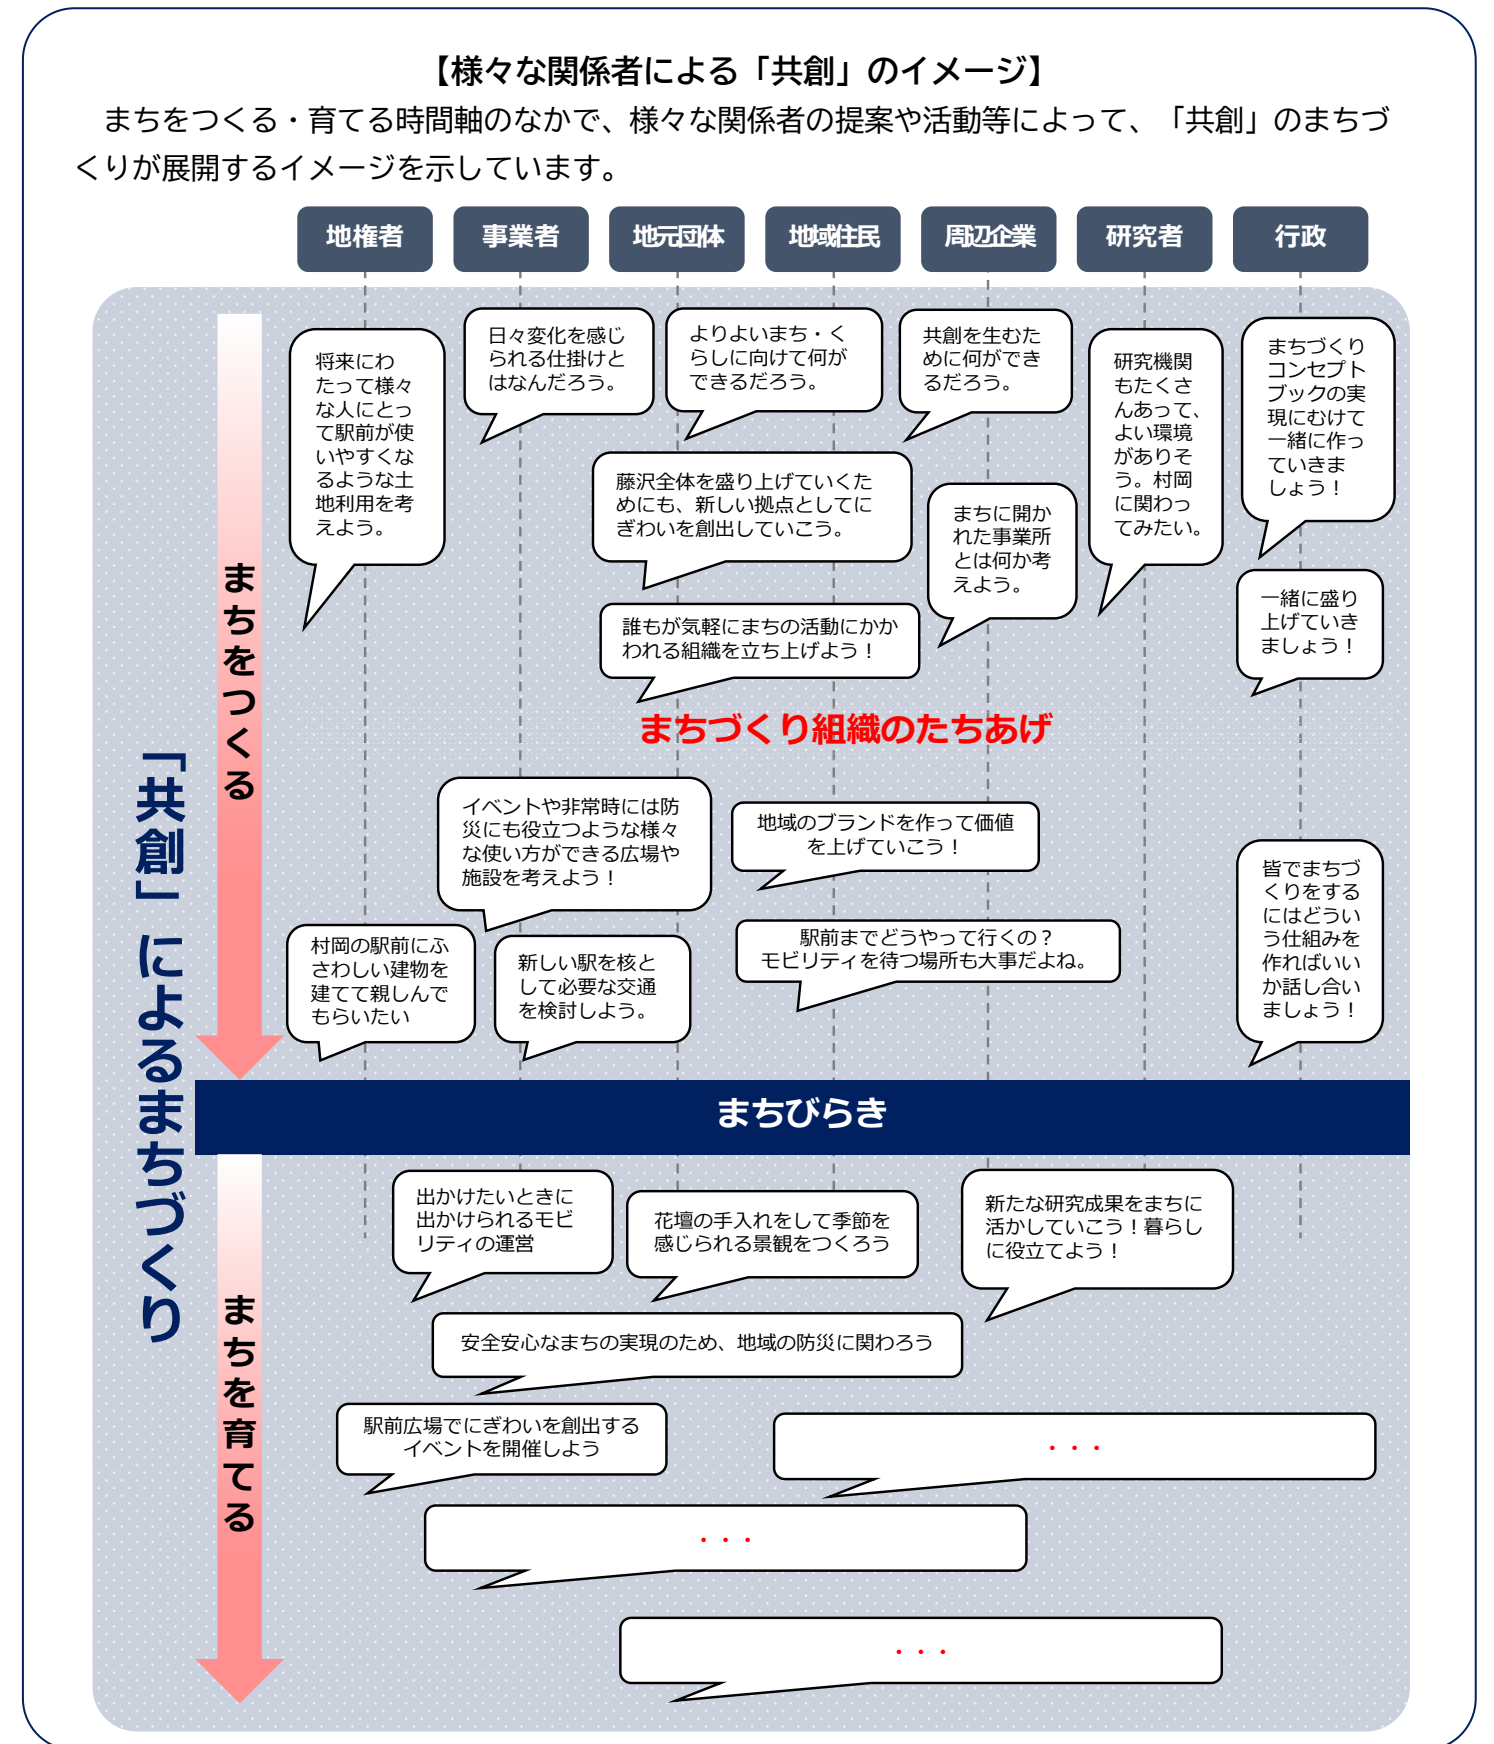 【様々な関係者による「共創」のイメージ】
まちをつくる・育てる時間軸のなかで、様々な関係者の提案や活動等によって、「共創」のまちづ
くりが展開するイメージを示しています。
地権者
事業者
地元団体
地域住民
周辺企業
研究者
行政
「共創」によるまちづくり
まちをつくる
将来にわ
たって様々
な人にとっ
て駅前が使
いやすくな
るような土
地利用を考
えよう。
日々変化を感じ
られる仕掛けと
はなんだろう。
よりよいまち・く
らしに向けて何が
できるだろう。
共創を生むた
めに何ができ
るだろう。
研究機関
もたくさ
んあって、
よい環境
がありそ
う。村岡
に関わっ
てみたい。
まちづくり
コンセプト
ブックの実
現にむけて
一緒に作っ
ていきま
しょう！
藤沢全体を盛り上げていくた
めにも、新しい拠点としてに
ぎわいを創出していこう。
まちに開か
れた事業所
とは何か考
えよう。
一緒に盛り
上げていき
ましょう！
誰もが気軽にまちの活動にかか
われる組織を立ち上げよう！
まちづくり組織のたちあげ
イベントや非常時には防
災にも役立つような様々
な使い方ができる広場や
施設を考えよう！
地域のブランドを作って価値
を上げていこう！
皆でまちづ
くりをする
にはどうい
う仕組みを
作ればいい
か話し合い
ましょう！
村岡の駅前にふ
さわしい建物を
建てて親しんで
もらいたい
新しい駅を核と
して必要な交通
を検討しよう。
駅前までどうやって行くの？
モビリティを待つ場所も大事だよね。
まちびらき
まちを育てる
出かけたいときに
出かけられるモビ
リティの運営
花壇の手入れをして季節を
感じられる景観をつくろう
新たな研究成果をまちに
活かしていこう！暮らし
に役立てよう！
安全安心なまちの実現のため、地域の防災に関わろう
駅前広場でにぎわいを創出する
イベントを開催しよう
・・・
・・・
・・・